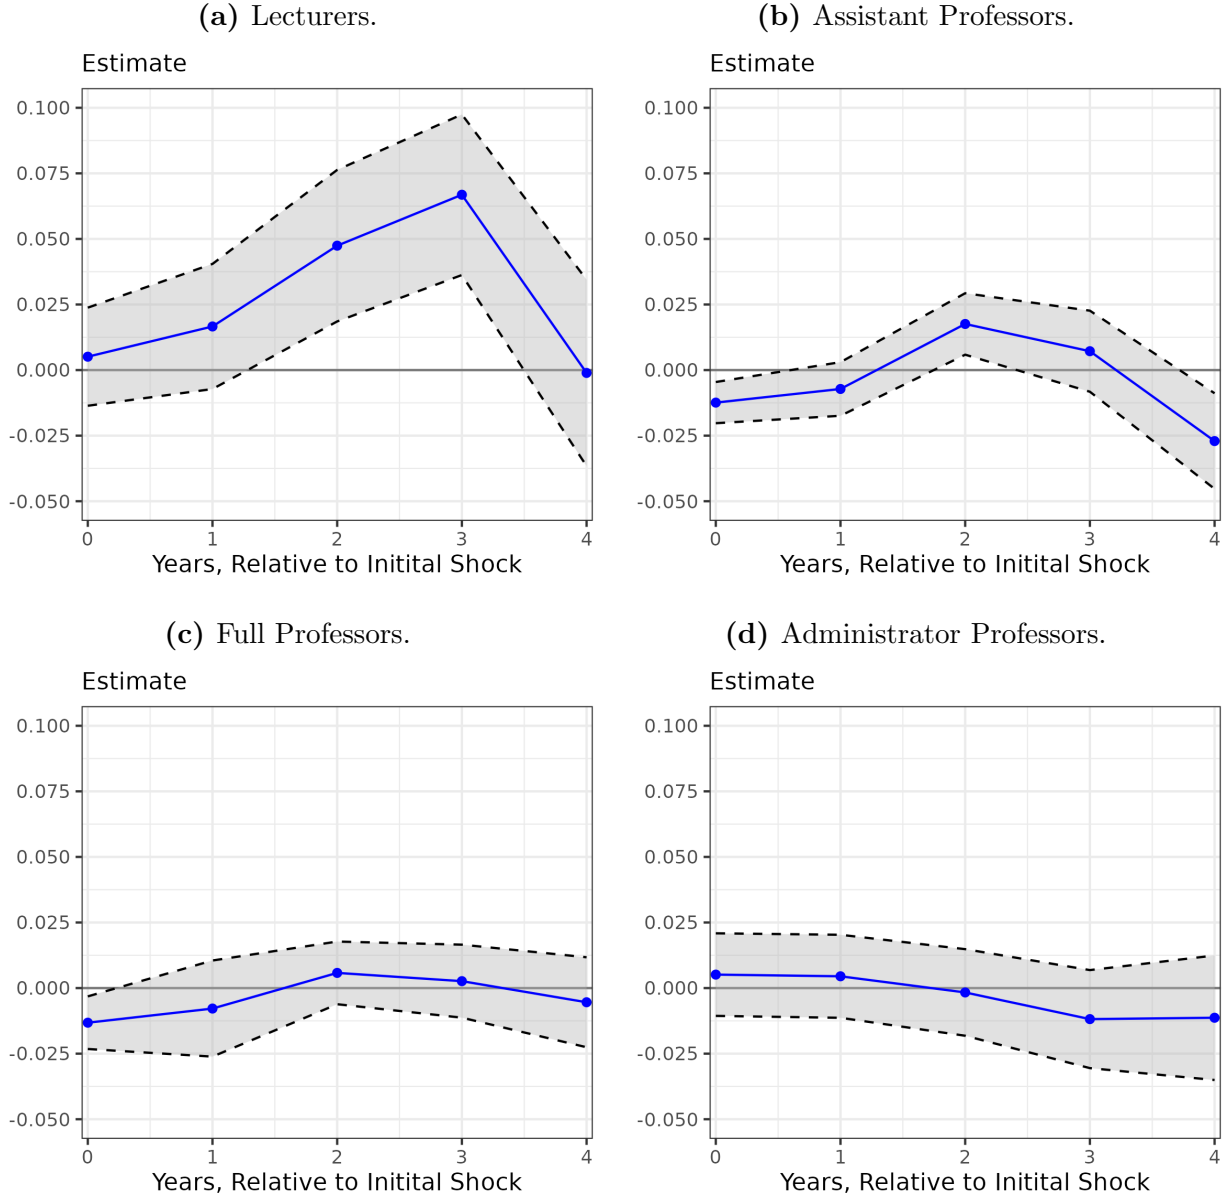 (a) Lecturers.
Estimate
0.100
0.075
0.050
0.025
0.000
-0.025
-0.050
0 1 2 3 4
Years, Relative to Initital Shock
(b) Assistant Professors.
Estimate
0.100
0.075
0.050
0.025
0.000
-0.025
-0.050
0 1 2 3 4
Years, Relative to Initital Shock
(c) Full Professors.
Estimate
0.100
0.075
0.050
0.025
0.000
-0.025
-0.050
0 1 2 3 4
Years, Relative to Initital Shock
(d) Administrator Professors.
Estimate
0.100
0.075
0.050
0.025
0.000
-0.025
-0.050
0 1 2 3 4
Years, Relative to Initital Shock